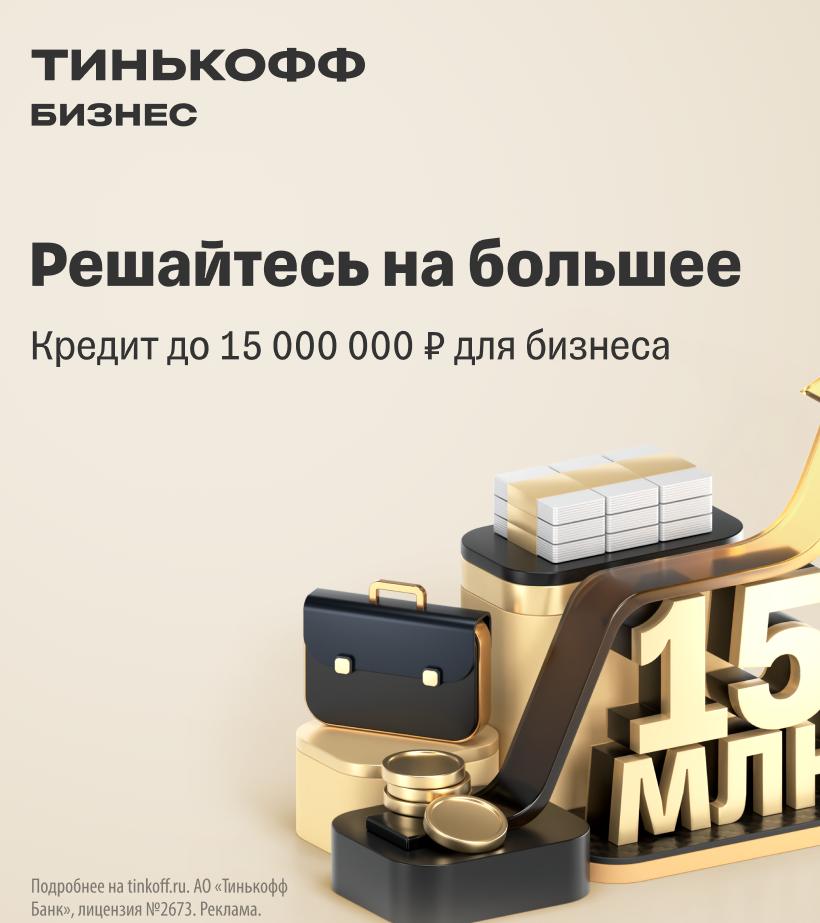 ТИНЬКОФФ
БИЗНЕС
Решайтесь на большее
Кредит до 15 000 000 ₽ для бизнеса
15
МЛН
Подробнее на tinkoff.ru. АО «Тинькофф
Банк», лицензия №2673. Реклама.